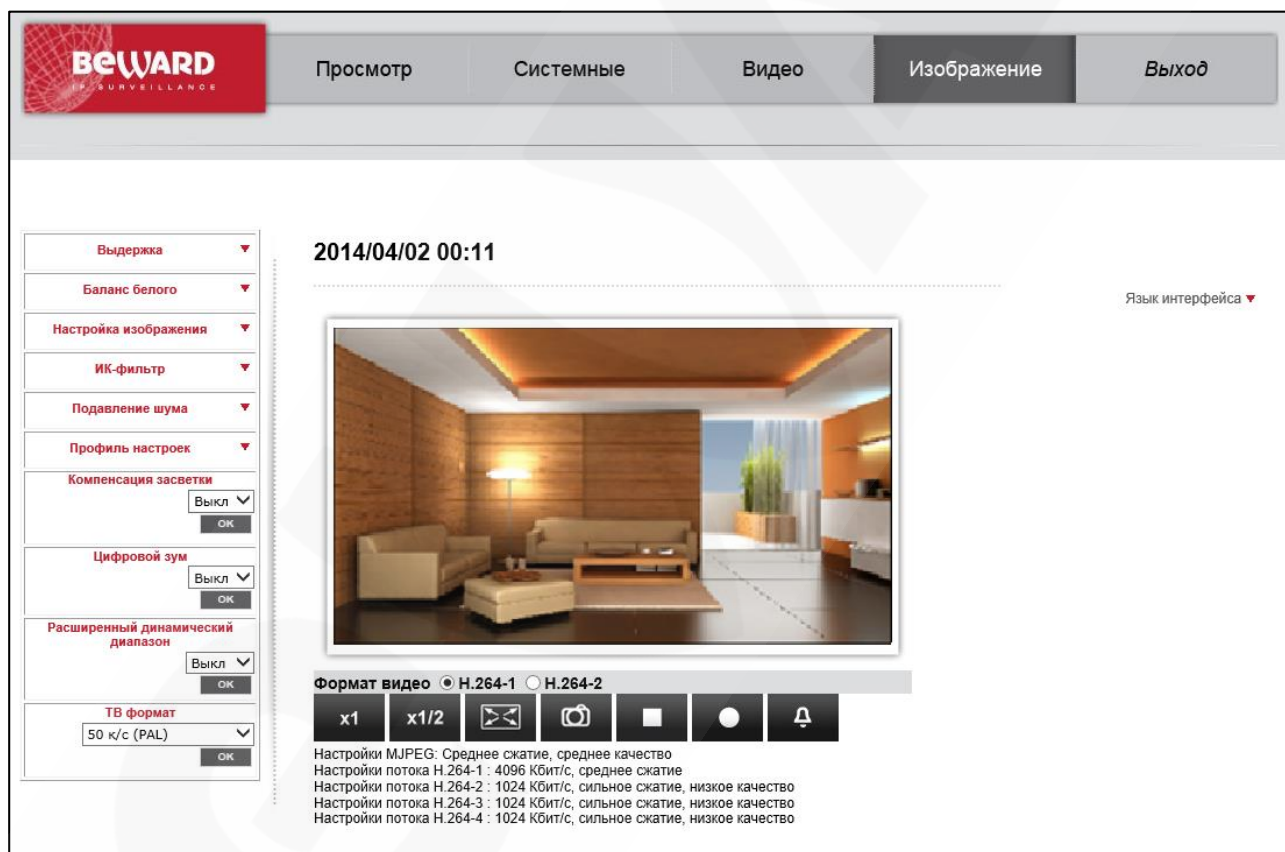 BEWARD
IP SURVEILLANCE
Просмотр
Системные
Видео
Изображение
Выход
Выдержка
Баланс белого
Настройка изображения
ИК-фильтр
Подавление шума
Профиль настроек
Компенсация засветки
Выкл
OK
Цифровой зум
Выкл
OK
Расширенный динамический
диапазон
Выкл
OK
ТВ формат
50 к/с (PAL)
OK
2014/04/02 00:11
Язык интерфейса
Формат видео H.264-1 H.264-2
x1 x1/2
Настройки MJPEG: Среднее сжатие, среднее качество
Настройки потока H.264-1 : 4096 Кбит/с, среднее сжатие
Настройки потока H.264-2 : 1024 Кбит/с, сильное сжатие, низкое качество
Настройки потока H.264-3 : 1024 Кбит/с, сильное сжатие, низкое качество
Настройки потока H.264-4 : 1024 Кбит/с, сильное сжатие, низкое качество